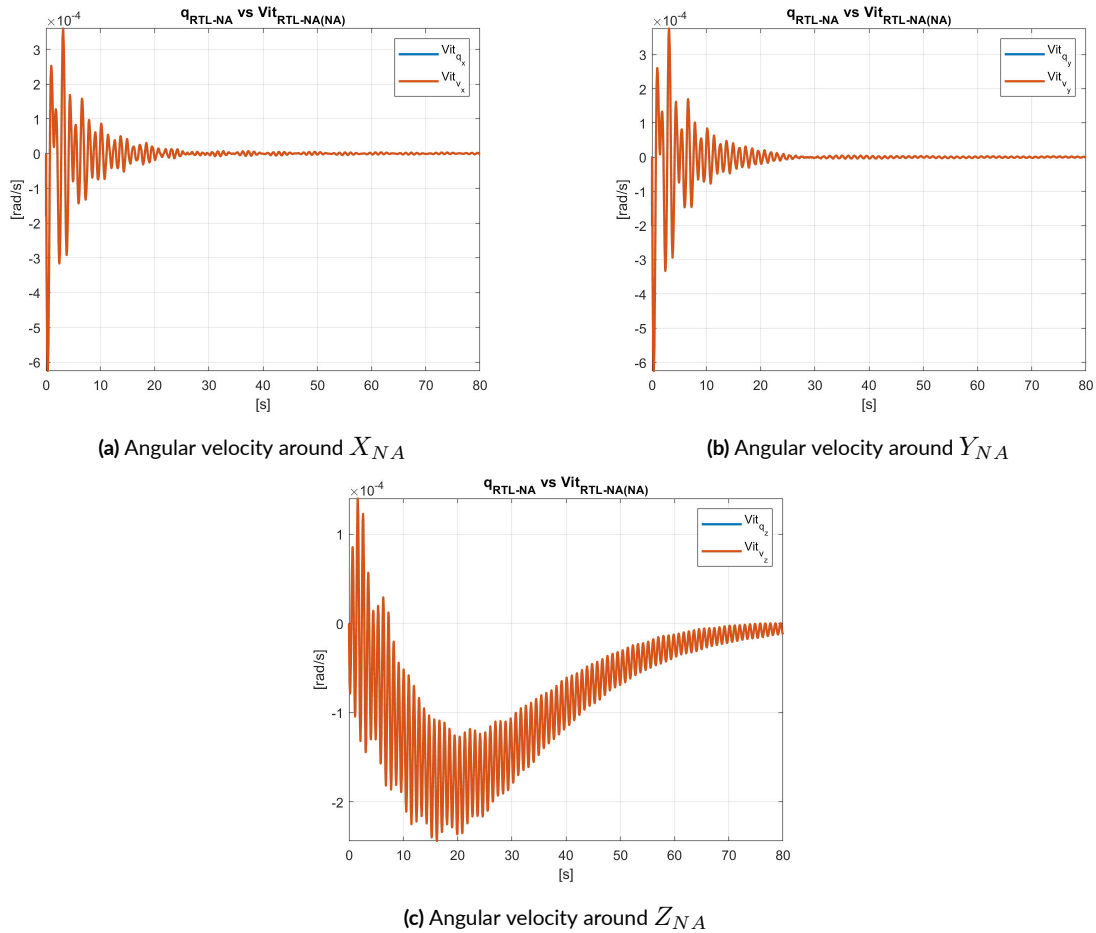 q_RTL-NA vs Vit_RTL-NA(NA)
×10^-4
Vit_q_x
Vit_v_x
3
2
1
0
-1
-2
-3
-4
-5
-6
[rad/s]
0 10 20 30 40 50 60 70 80
[s]
(a) Angular velocity around X_NA
q_RTL-NA vs Vit_RTL-NA(NA)
×10^-4
Vit_q_y
Vit_v_y
3
2
1
0
-1
-2
-3
-4
-5
-6
[rad/s]
0 10 20 30 40 50 60 70 80
[s]
(b) Angular velocity around Y_NA
q_RTL-NA vs Vit_RTL-NA(NA)
×10^-4
Vit_q_z
Vit_v_z
1
0
-1
-2
[rad/s]
0 10 20 30 40 50 60 70 80
[s]
(c) Angular velocity around Z_NA